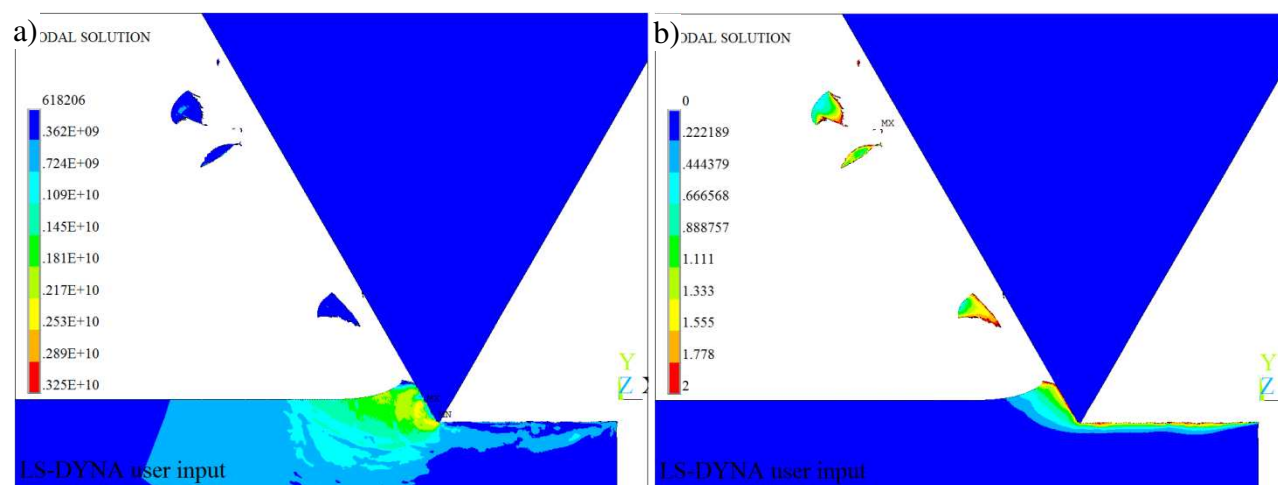 a)
ODAL SOLUTION
618206
.362E+09
.724E+09
.109E+10
.145E+10
.181E+10
.217E+10
.253E+10
.289E+10
.325E+10
Y
Z X
MX
MN
LS-DYNA user input
b)
ODAL SOLUTION
0
.222189
.444379
.666568
.888757
1.111
1.333
1.555
1.778
2
MX
Y
Z
LS-DYNA user input